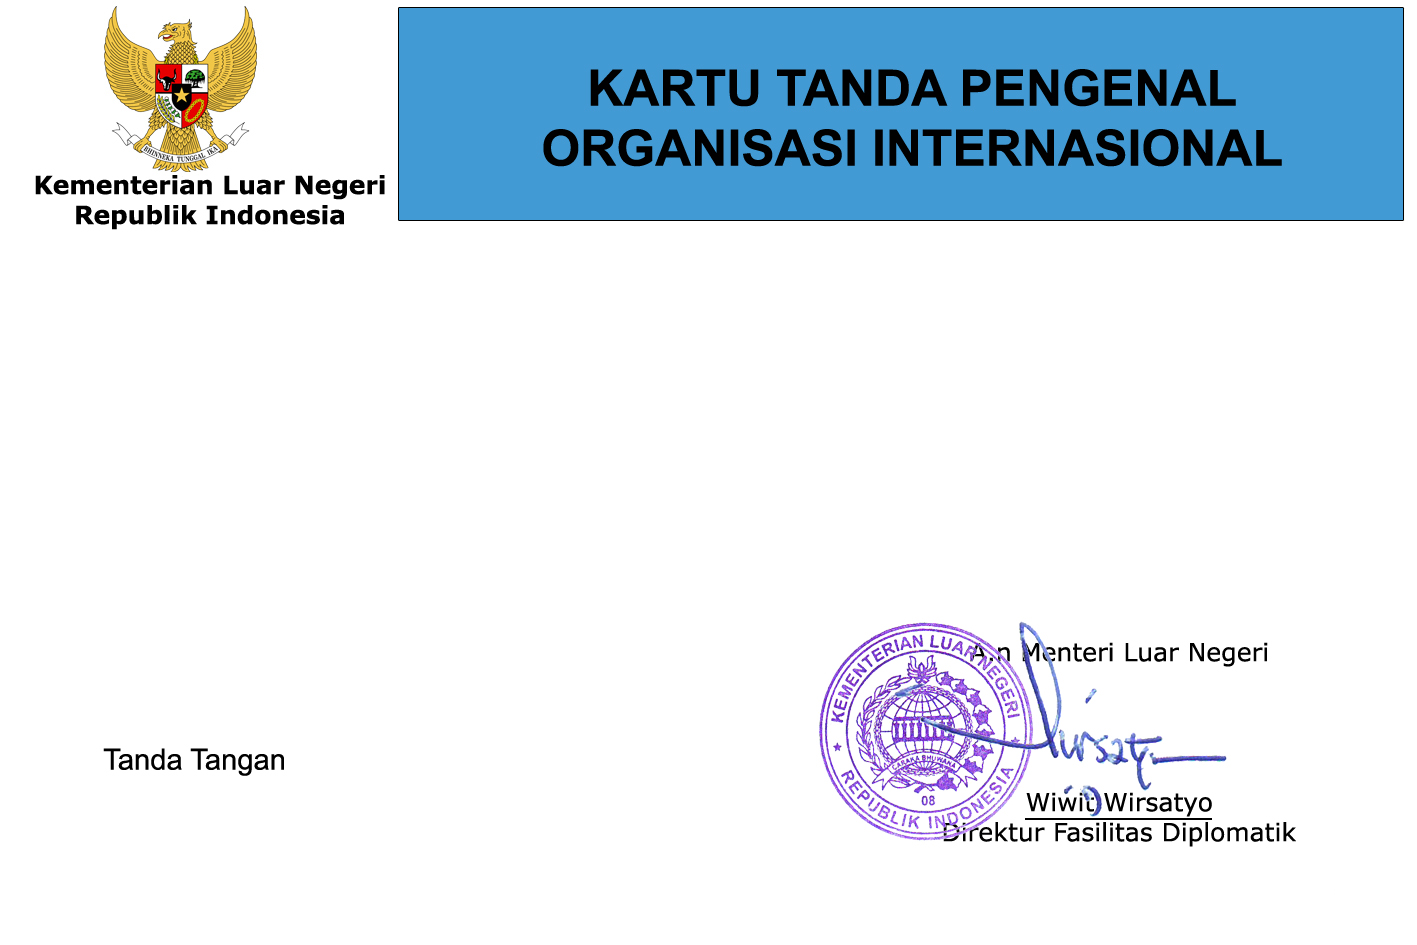 BHINNEKA TUNGGAL IKA
Kementerian Luar Negeri
Republik Indonesia
KARTU TANDA PENGENAL
ORGANISASI INTERNASIONAL
A.n Menteri Luar Negeri
KEMENTERIAN LUAR NEGERI
CARAKA BHUWANA
08
REPUBLIK INDONESIA
Tanda Tangan
Wirsatyo
Wiwit Wirsatyo
Direktur Fasilitas Diplomatik